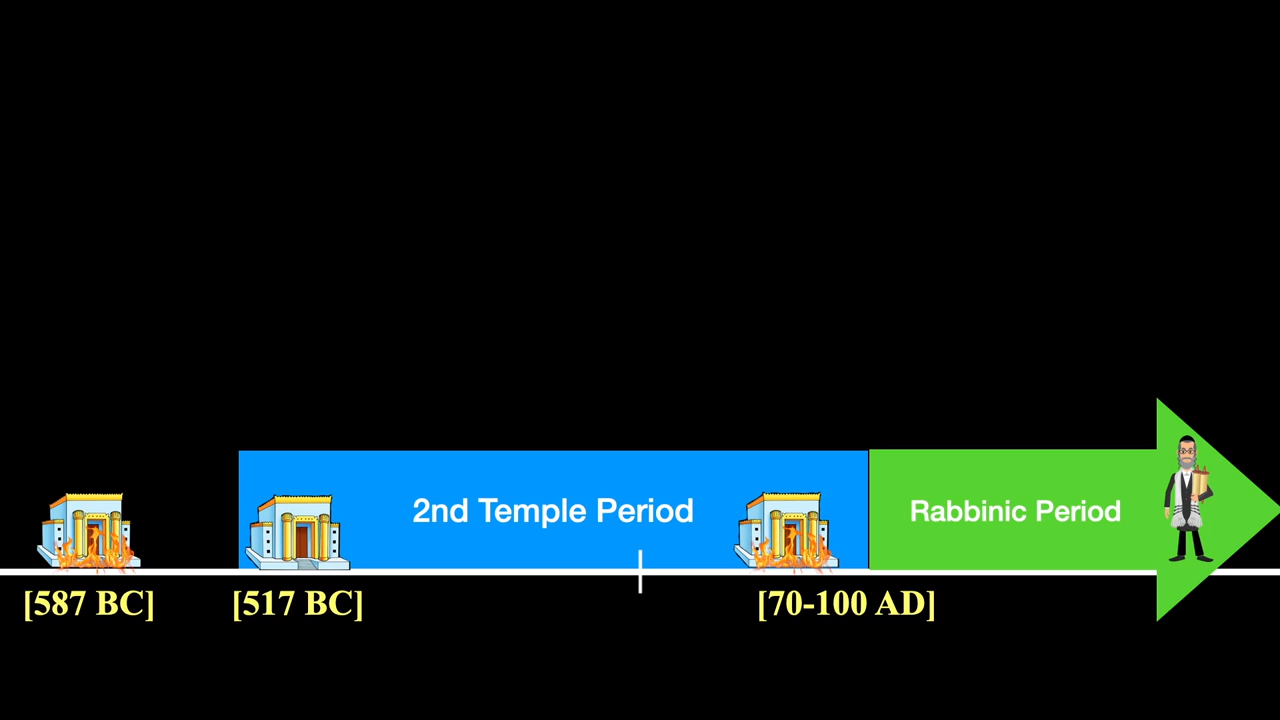 2nd Temple Period
Rabbinic Period
[587 BC]
[517 BC]
[70-100 AD]